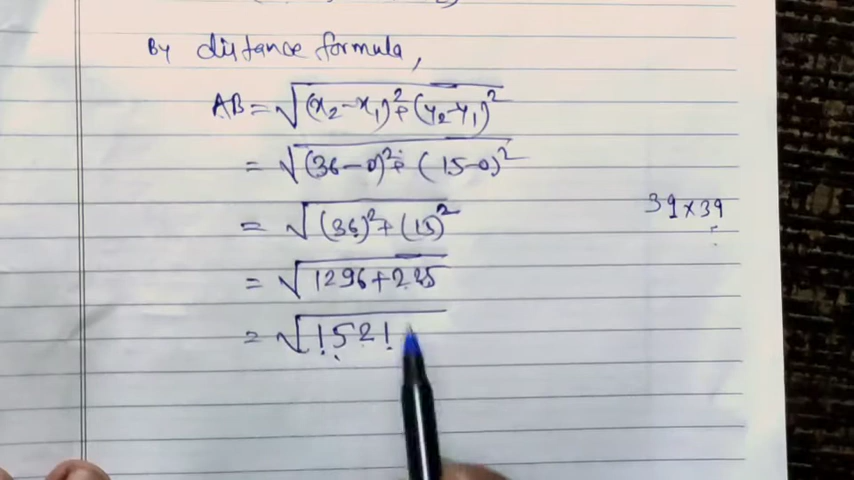 By distance formula,
AB = √(x₂-x₁)²+(y₂-y₁)²
= √(36-0)²+(15-0)²
= √(36)²+(15)²
39×39
= √1296+225
= √1521